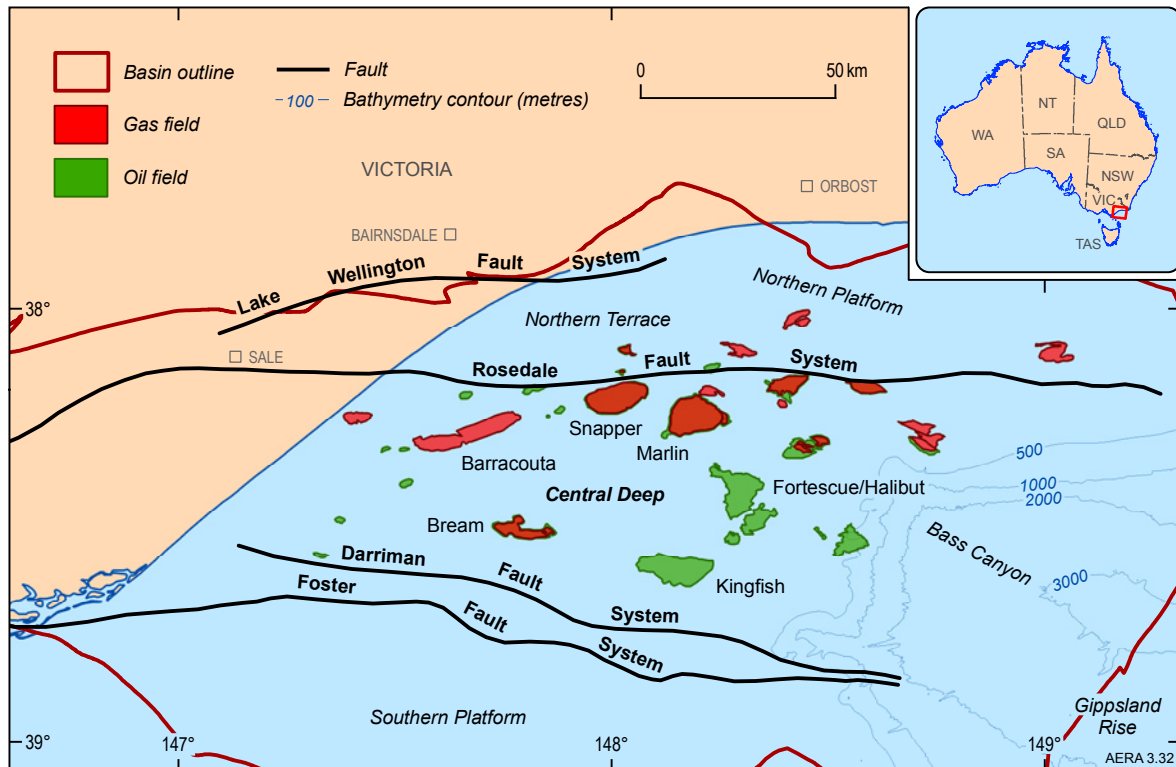 Basin outline
Gas field
Oil field
Fault
-100- Bathymetry contour (metres)
0
50 km
VICTORIA
ORBOST
BAIRNSDALE
SALE
WA
NT
SA
QLD
NSW
VIC
TAS
Lake Wellington Fault System
Northern Platform
Northern Terrace
38°
Rosedale Fault System
Snapper
Marlin
Barracouta
Central Deep
Fortescue/Halibut
500
1000
2000
Bream
Bass Canyon
Darriman Fault System
3000
Kingfish
Foster Fault System
Southern Platform
Gippsland
Rise
39°
147°
148°
149°
AERA 3.32